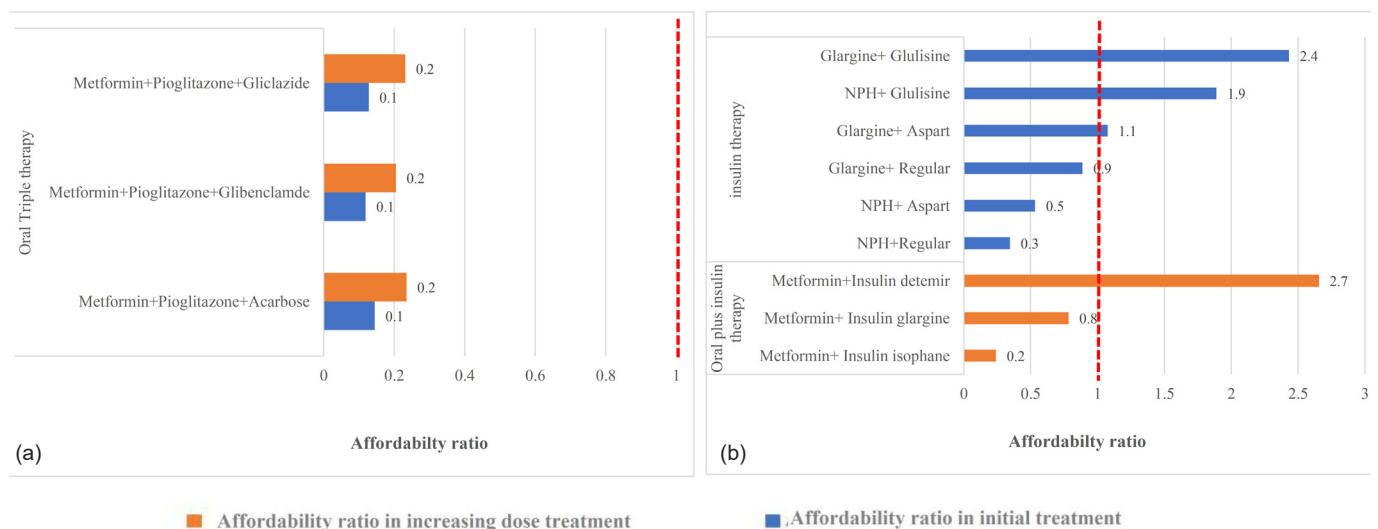 Oral Triple therapy
Metformin+Pioglitazone+Gliclazide
0.2
0.1
Metformin+Pioglitazone+Glibenclamde
0.2
0.1
Metformin+Pioglitazone+Acarbose
0.2
0.1
0 0.2 0.4 0.6 0.8 1
Affordabilty ratio
(a)
insulin therapy
Glargine+ Glulisine 2.4
NPH+ Glulisine 1.9
Glargine+ Aspart 1.1
Glargine+ Regular 0.9
NPH+ Aspart 0.5
NPH+Regular 0.3
Oral plus insulin
therapy
Metformin+Insulin detemir 2.7
Metformin+ Insulin glargine 0.8
Metformin+ Insulin isophane 0.2
0 0.5 1 1.5 2 2.5 3
Affordabilty ratio
(b)
Affordability ratio in increasing dose treatment
Affordability ratio in initial treatment